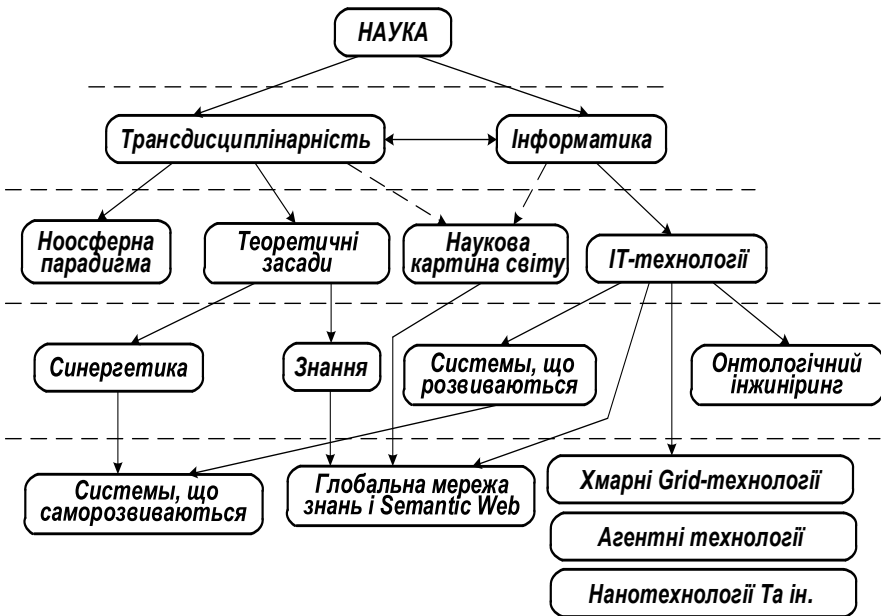 НАУКА
Трансдисциплінарність
Інформатика
Ноосферна
парадигма
Теоретичні
засади
Наукова
картина світу
ІТ-технології
Синергетика
Знання
Системы, що
розвиваються
Онтологічний
інжиніринг
Системы, що
саморозвиваються
Глобальна мережа
знань і Semantic Web
Хмарні Grid-технології
Агентні технології
Нанотехнології Та ін.